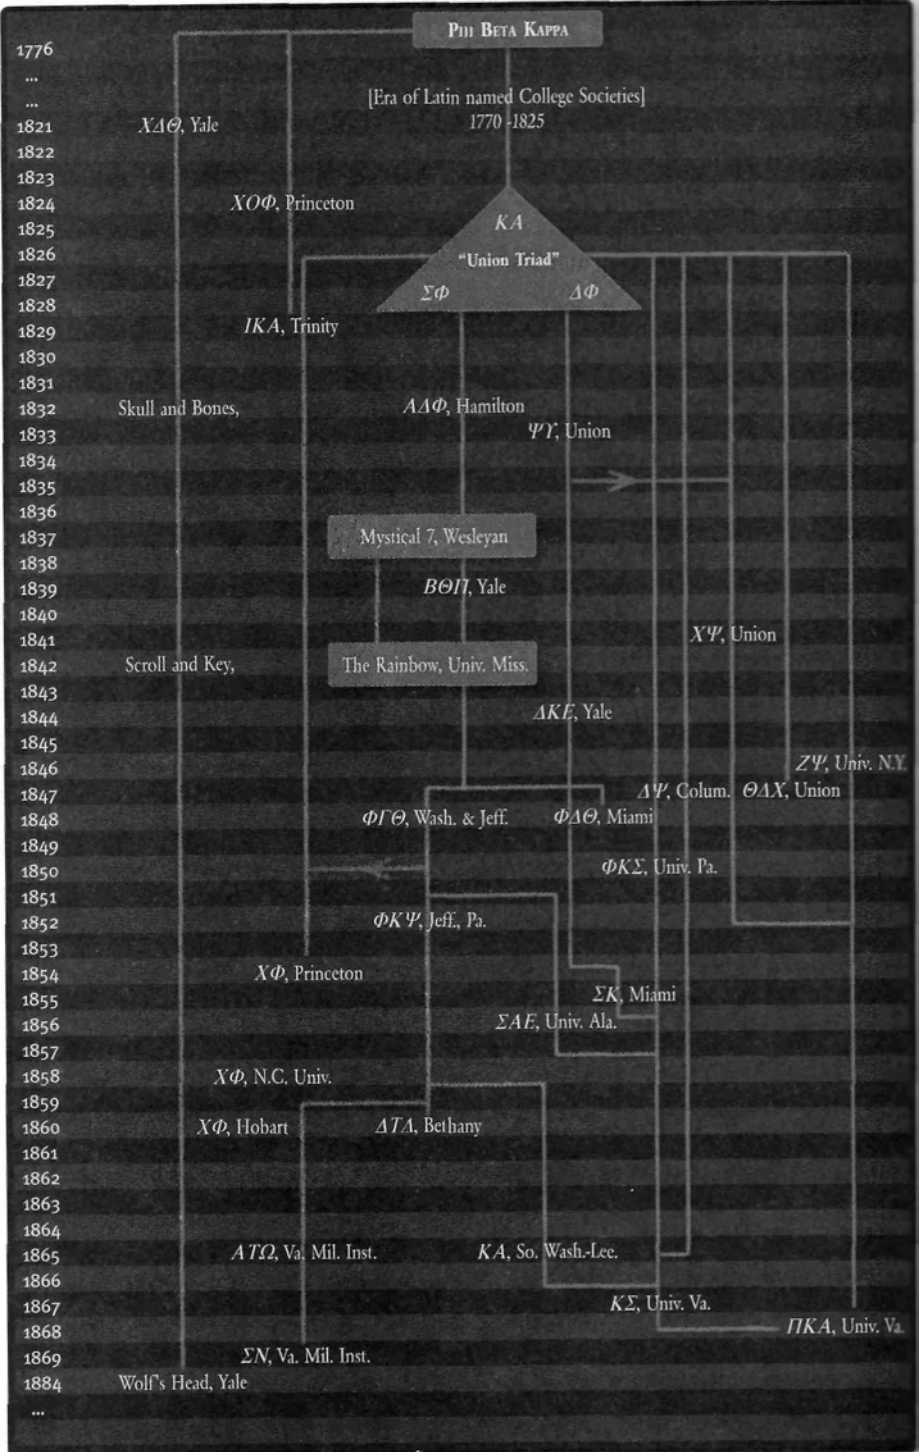 PHI BETA KAPPA
1776
...
[Era of Latin named College Societies]
...
1770 -1825
1821 ΧΔΘ, Yale
1822
1823
1824 ΧΟΦ, Princeton
1825 ΚΑ
1826 "Union Triad"
1827
1828 ΣΦ ΔΦ
1829 ΙΚΑ, Trinity
1830
1831
1832 Skull and Bones, ΑΔΦ, Hamilton
1833 ΨΥ, Union
1834
1835
1836
1837 Mystical 7, Wesleyan
1838
1839 ΒΘΠ, Yale
1840
1841 ΧΨ, Union
1842 Scroll and Key, The Rainbow, Univ. Miss.
1843
1844 ΔΚΕ, Yale
1845
1846 ΖΨ, Univ. N.Y.
1847 ΔΨ, Colum. ΘΔΧ, Union
1848 ΦΓΘ, Wash. & Jeff. ΦΔΘ, Miami
1849
1850 ΦΚΣ, Univ. Pa.
1851
1852 ΦΚΨ, Jeff., Pa.
1853
1854 ΧΦ, Princeton
1855 ΣΚ, Miami
1856 ΣΑΕ, Univ. Ala.
1857
1858 ΧΦ, N.C. Univ.
1859
1860 ΧΦ, Hobart ΔΤΔ, Bethany
1861
1862
1863
1864
1865 ΑΤΩ, Va. Mil. Inst. ΚΑ, So. Wash.-Lee.
1866
1867 ΚΣ, Univ. Va.
1868 ΠΚΑ, Univ. Va.
1869 ΣΝ, Va. Mil. Inst.
1884 Wolf's Head, Yale
...